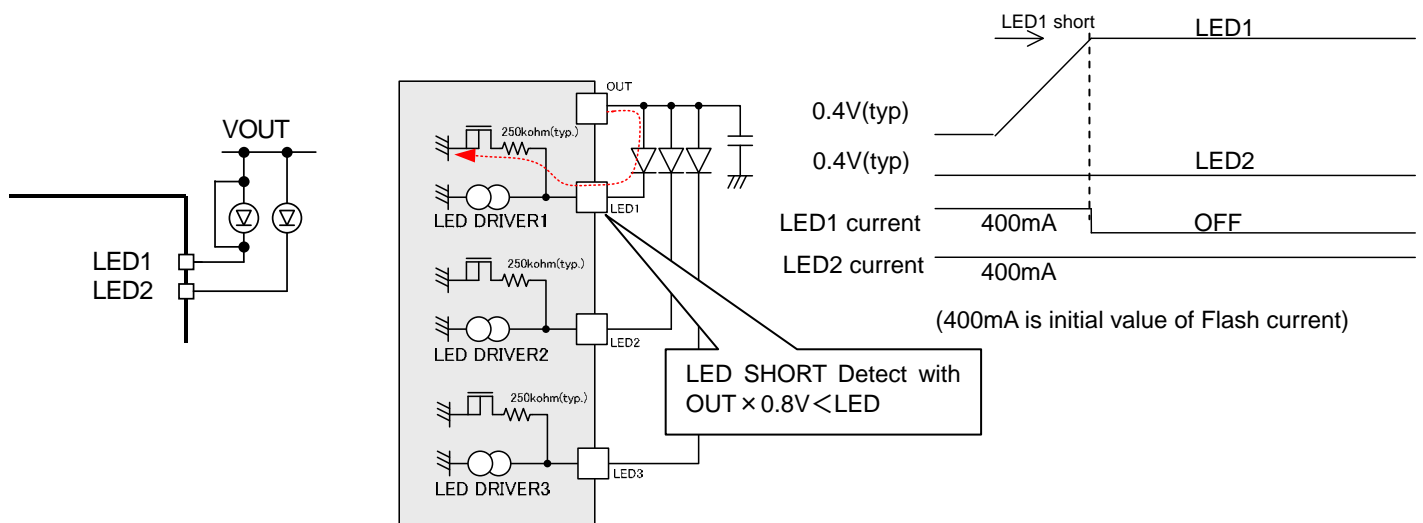 VOUT
LED1
LED2
OUT
250kohm(typ.)
LED1
LED DRIVER1
250kohm(typ.)
LED2
LED DRIVER2
250kohm(typ.)
LED3
LED DRIVER3
LED SHORT Detect with
OUT×0.8V<LED
LED1 short
LED1
0.4V(typ)
0.4V(typ)
LED2
LED1 current 400mA OFF
LED2 current 400mA
(400mA is initial value of Flash current)